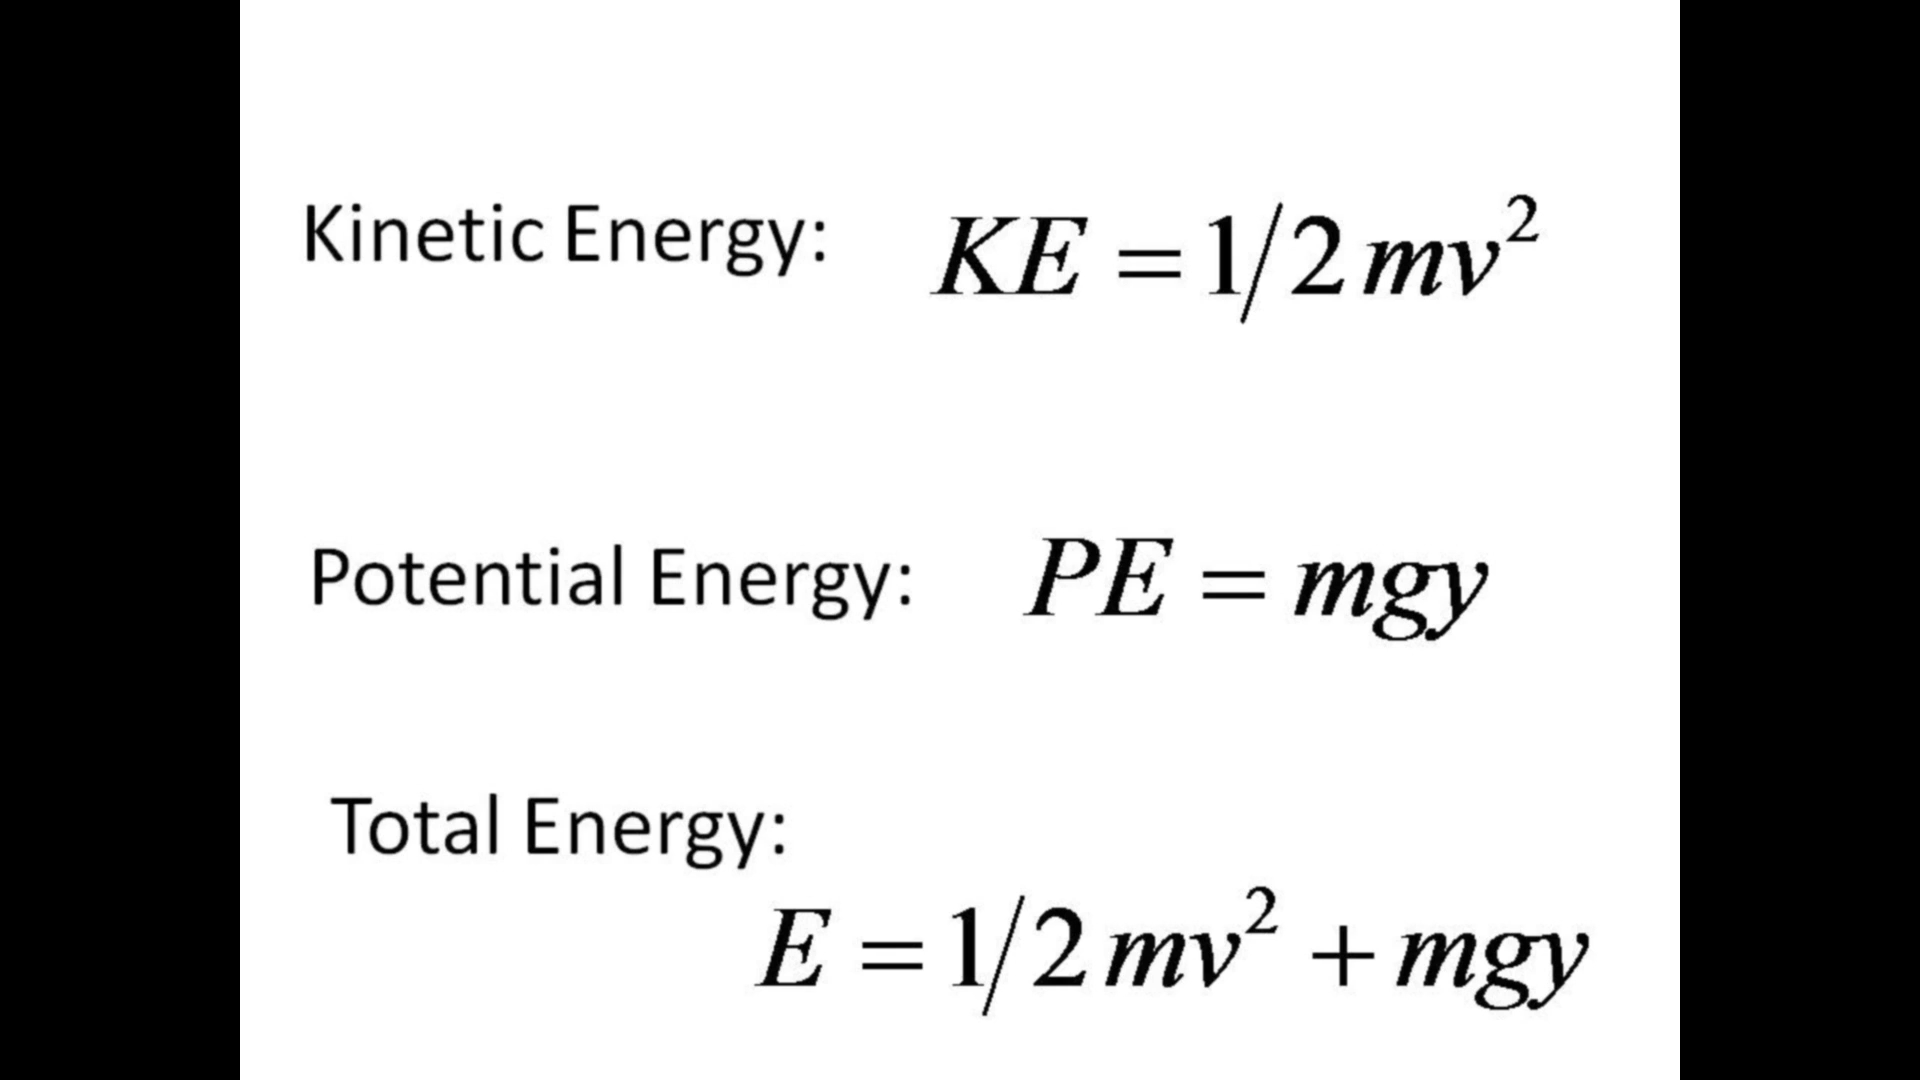 Kinetic Energy: KE = 1/2 mv²
Potential Energy: PE = mgy
Total Energy:
E = 1/2 mv² + mgy